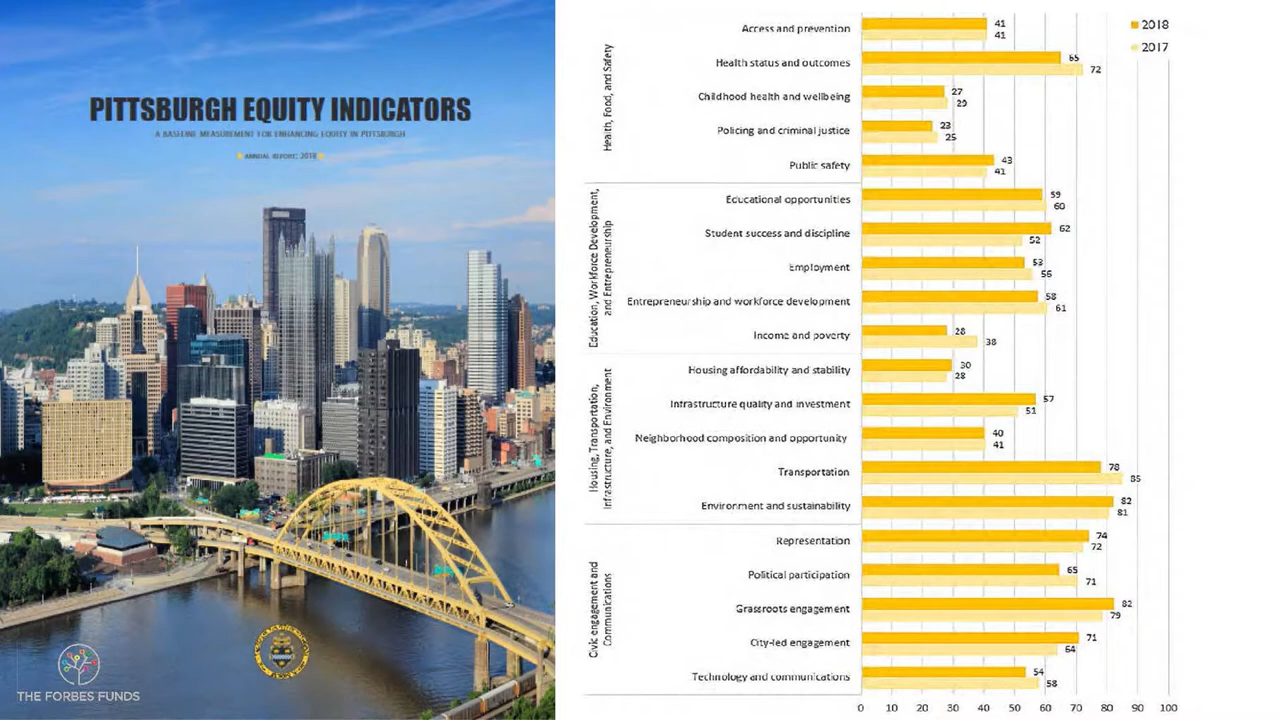 PITTSBURGH EQUITY INDICATORS
A BASELINE MEASUREMENT FOR ENHANCING EQUITY IN PITTSBURGH
ANNUAL REPORT: 2018
THE FORBES FUNDS
2018
2017
Health, Food, and Safety
Access and prevention 41 41
Health status and outcomes 65 72
Childhood health and wellbeing 27 29
Policing and criminal justice 23 25
Public safety 43 41
Education, Workforce Development,
and Entrepreneurship
Educational opportunities 59 60
Student success and discipline 62 52
Employment 53 56
Entrepreneurship and workforce development 58 61
Income and poverty 28 38
Housing, Transportation,
Infrastructure, and Environment
Housing affordability and stability 30 28
Infrastructure quality and investment 57 51
Neighborhood composition and opportunity 40 41
Transportation 78 85
Environment and sustainability 82 81
Civic engagement and
Communications
Representation 74 72
Political participation 65 71
Grassroots engagement 82 79
City-led engagement 71 64
Technology and communications 54 58
0 10 20 30 40 50 60 70 80 90 100